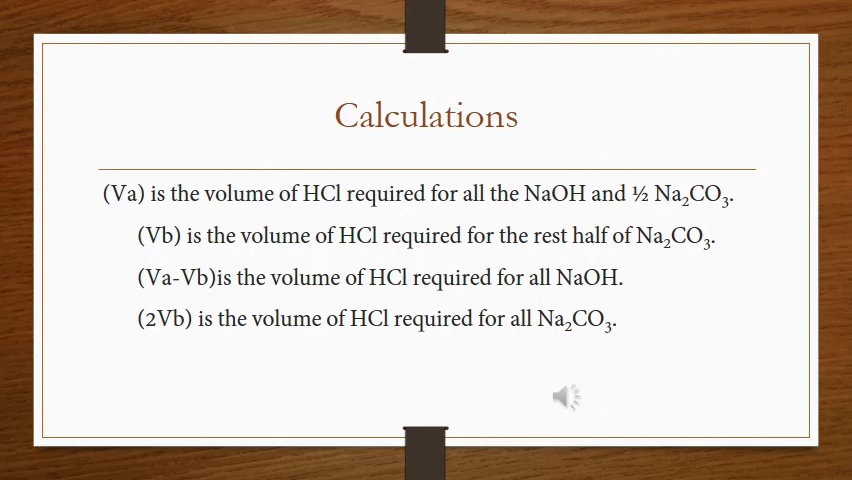 Calculations
(Va) is the volume of HCl required for all the NaOH and ½ Na₂CO₃.
(Vb) is the volume of HCl required for the rest half of Na₂CO₃.
(Va-Vb)is the volume of HCl required for all NaOH.
(2Vb) is the volume of HCl required for all Na₂CO₃.